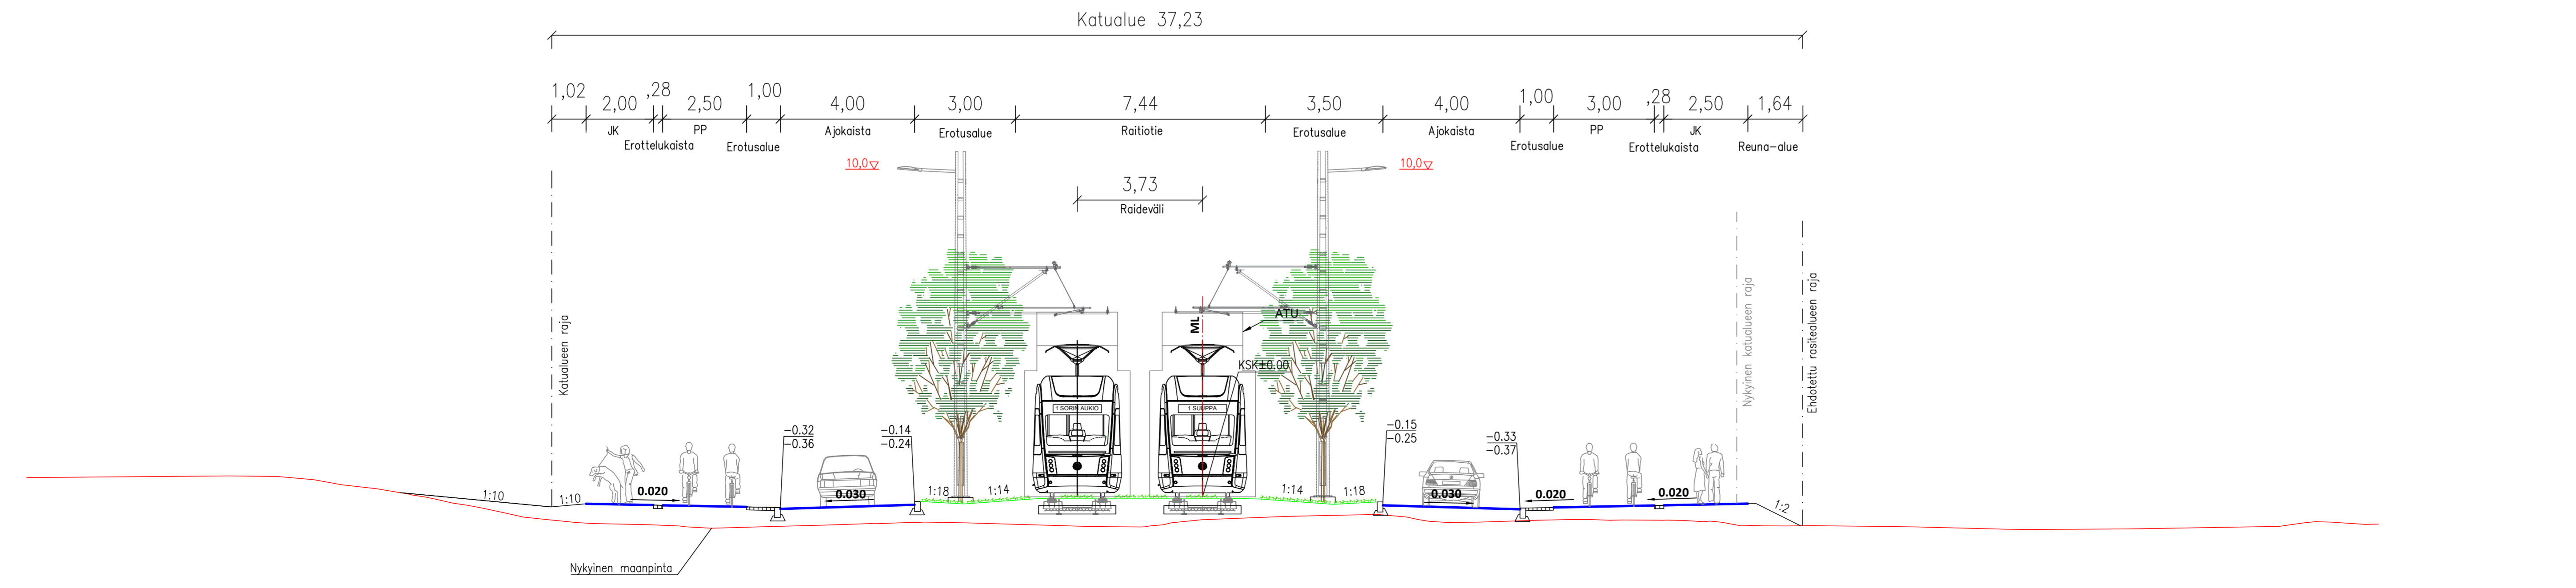 Katualue 37,23
1,02 2,00 ,28 2,50 1,00 4,00 3,00 7,44 3,50 4,00 1,00 3,00 ,28 2,50 1,64
JK PP Ajokaista Erotusalue Raitiotie Erotusalue Ajokaista PP JK
Erottelukaista Erotusalue Erotusalue Erottelukaista Reuna-alue
10,0 10,0
3,73
Raideväli
Katualueen raja
ML
ATU
KSK±0.00
Nykyinen katualueen raja
Ehdotettu rasitealueen raja
1 SORIN AUKIO
-0.32
-0.36
-0.14
-0.24
-0.15
-0.25
-0.33
-0.37
1:10 1:10 0.020 0.030 1:18 1:14 1:14 1:18 0.030 0.020 0.020 1:2
Nykyinen maanpinta